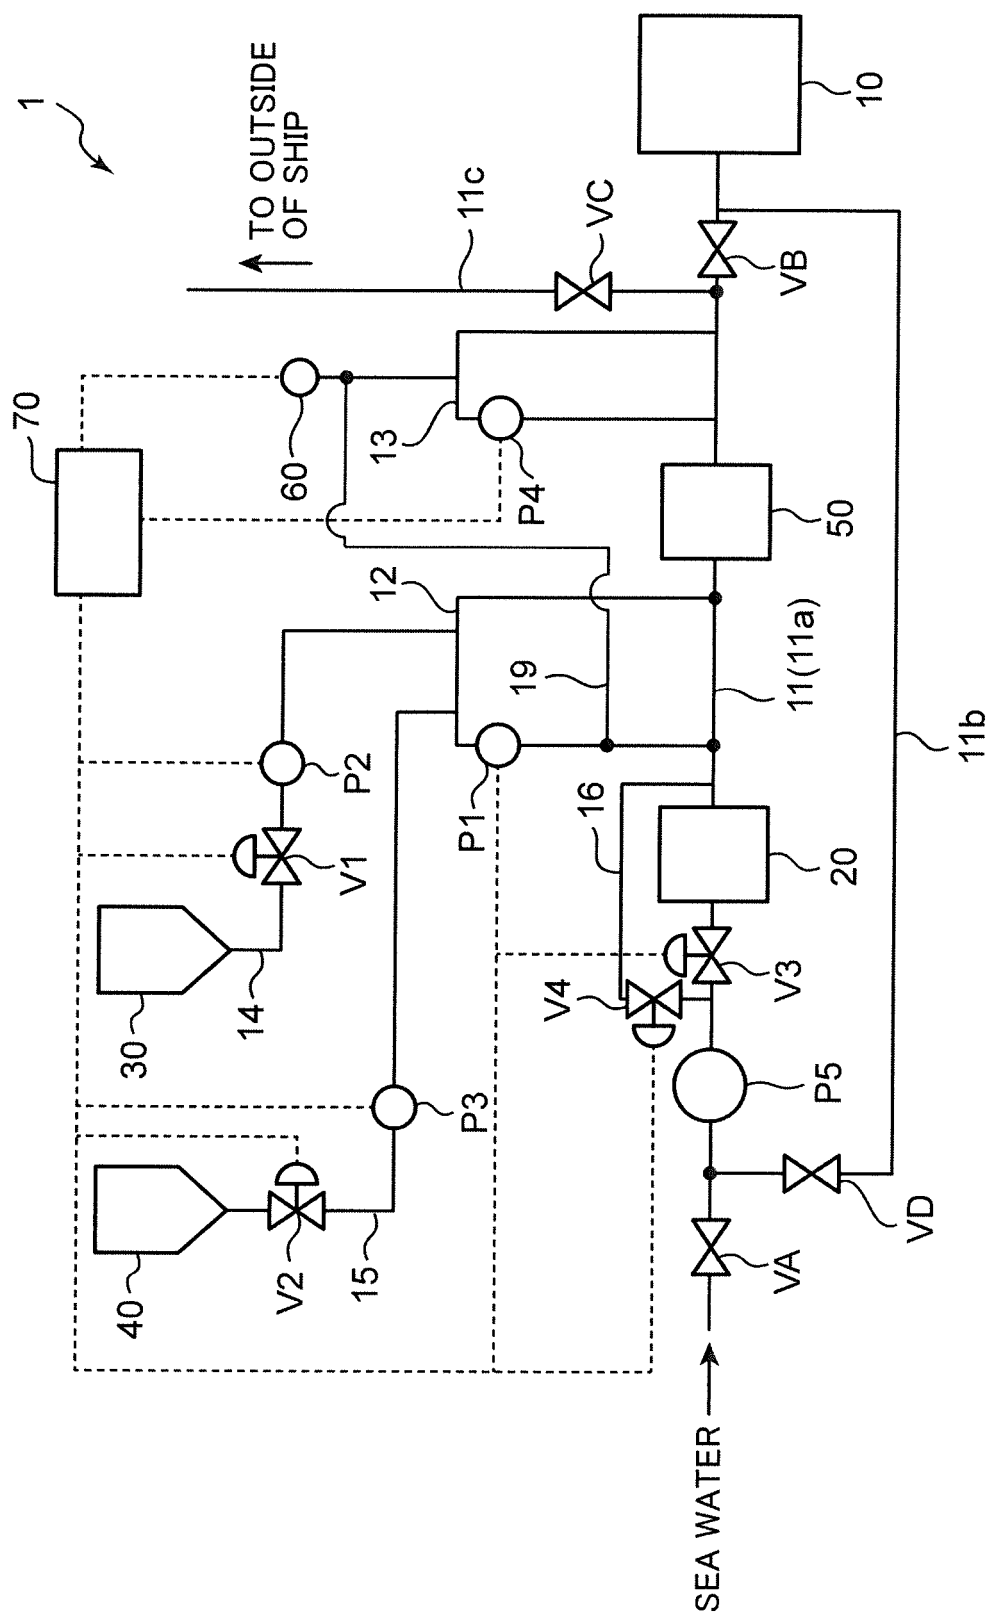 1
TO OUTSIDE
OF SHIP
70
60
13
P4
11c
VC
VB
10
12
19
50
11(11a)
P2
V1
30
14
P1
16
20
11b
V4
V3
P3
40
V2
15
P5
VD
VA
SEA WATER